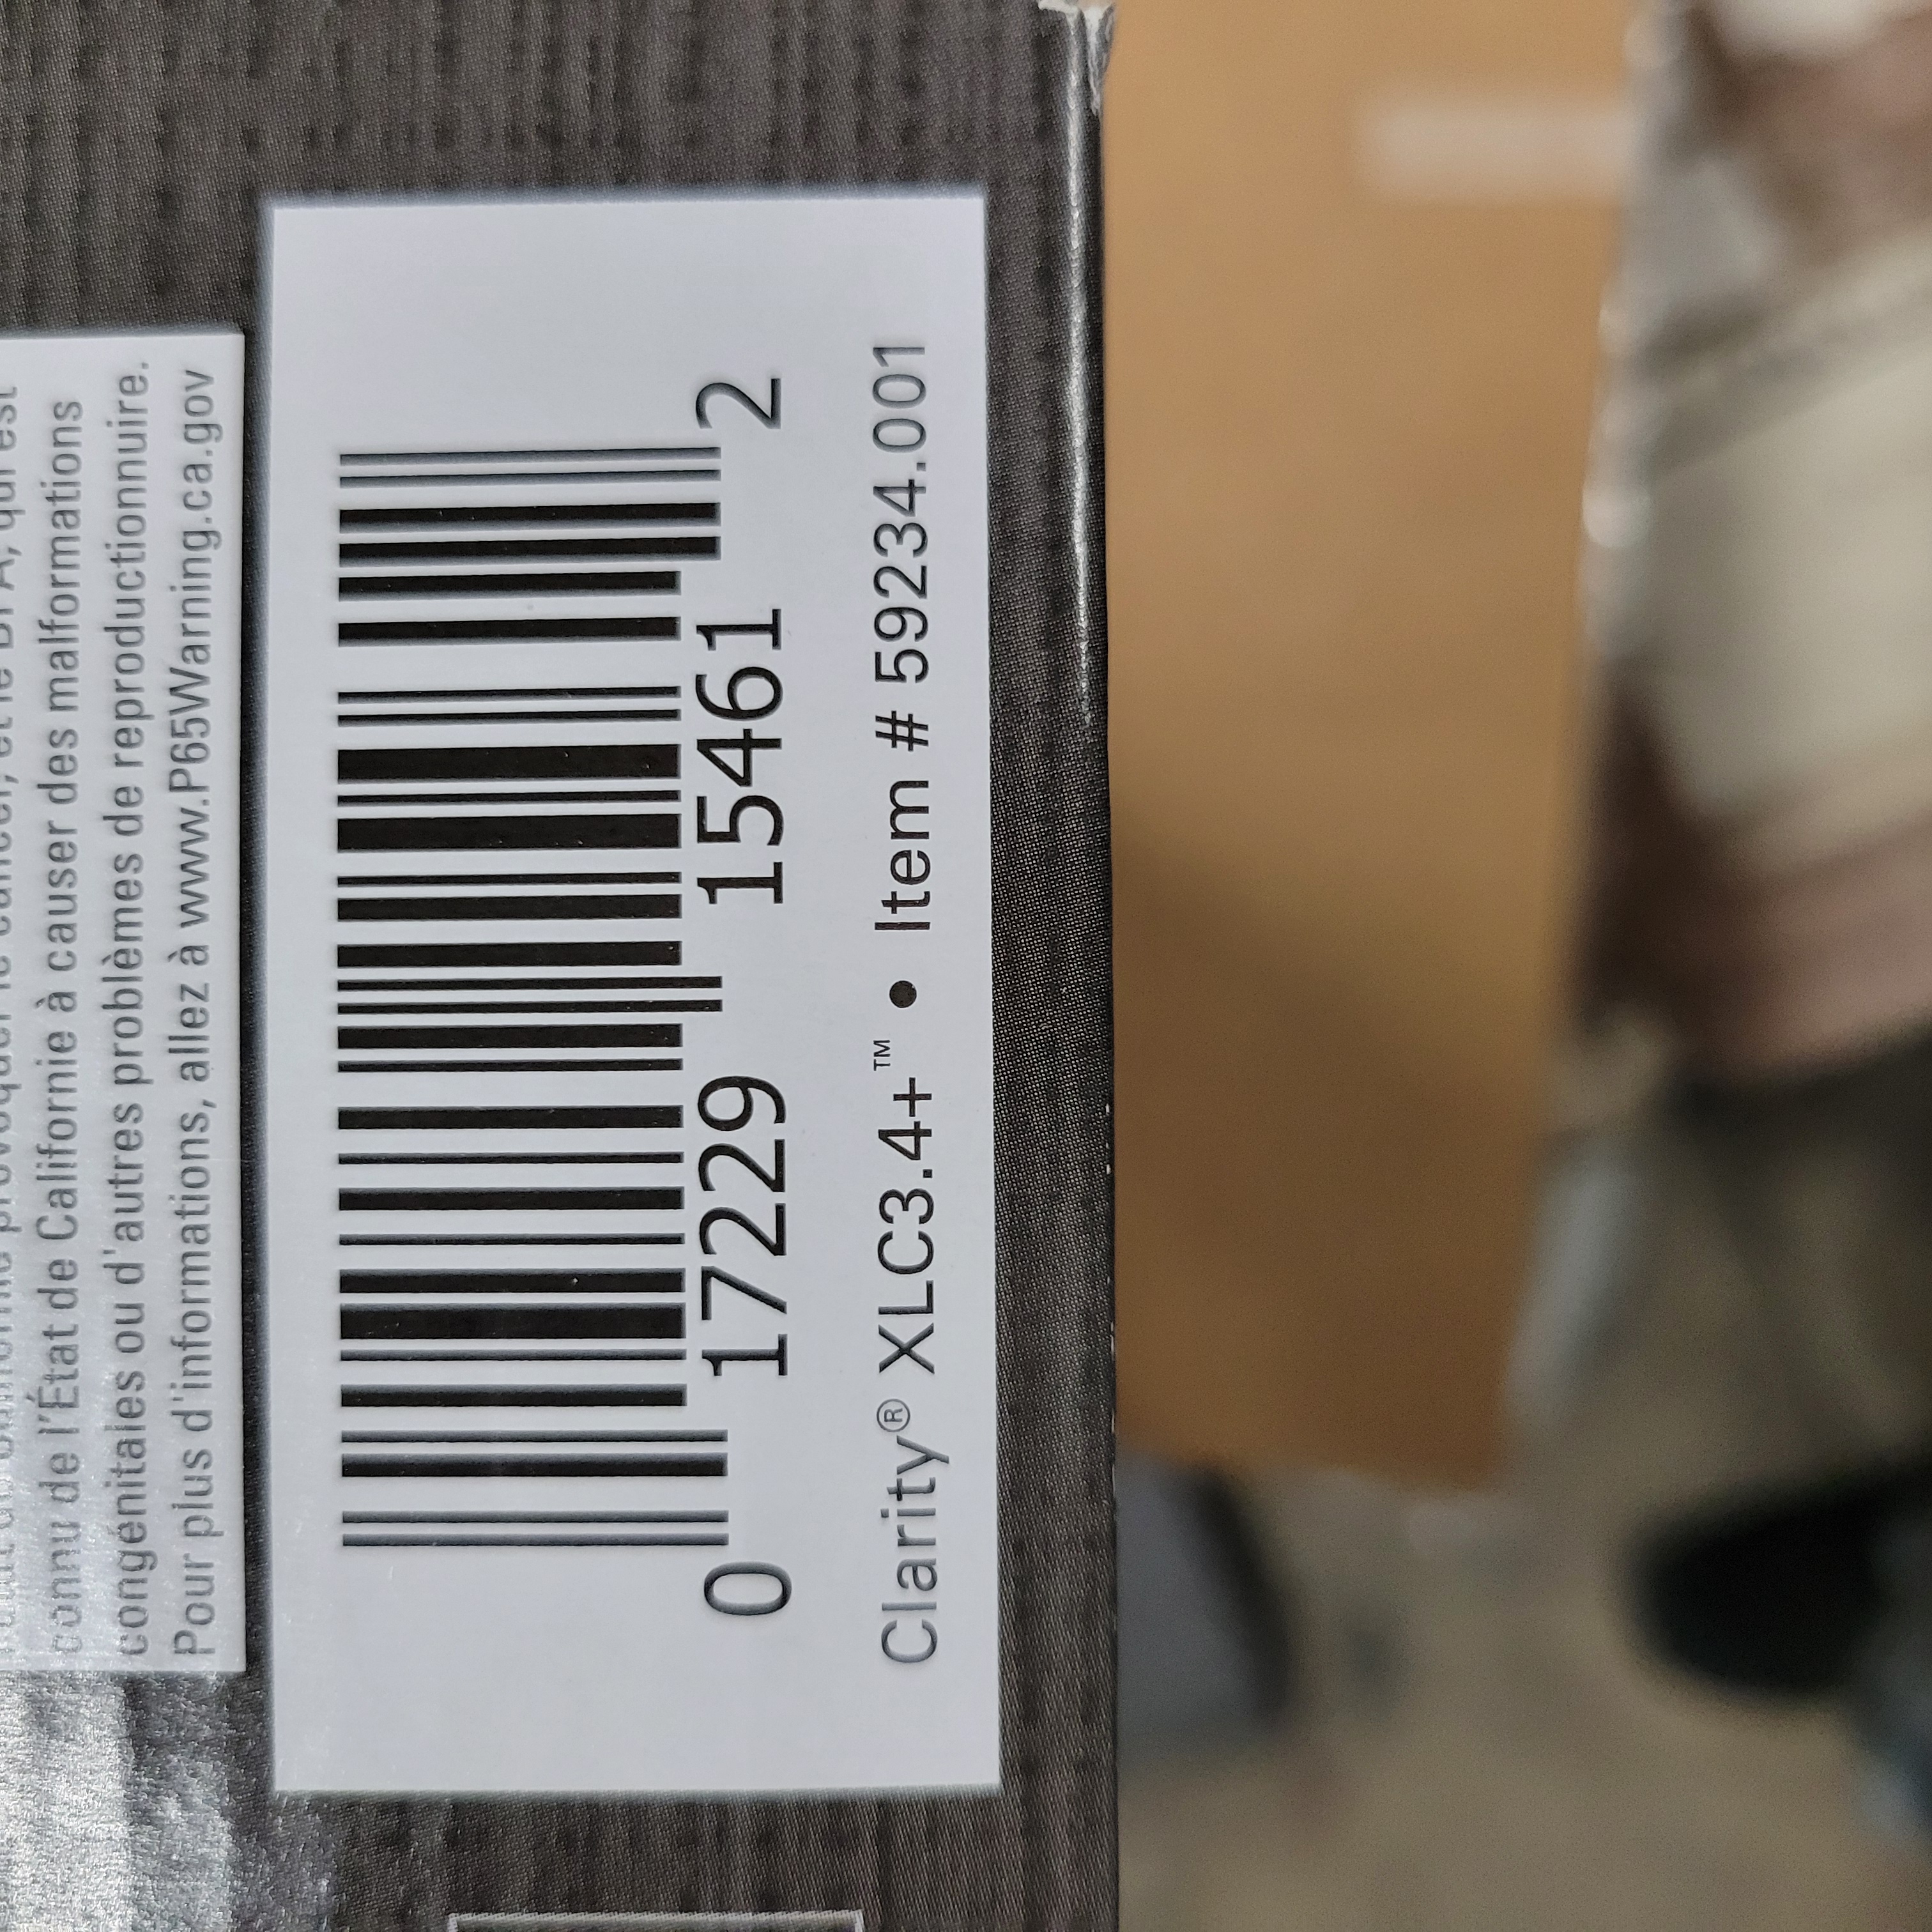 connu de l'État de Californie à causer des malformations
congénitales ou d'autres problèmes de reproductionnuire.
Pour plus d'informations, allez à www.P65Warning.ca.gov
0 17229 15461 2
Clarity® XLC3.4+™ • Item # 59234.001